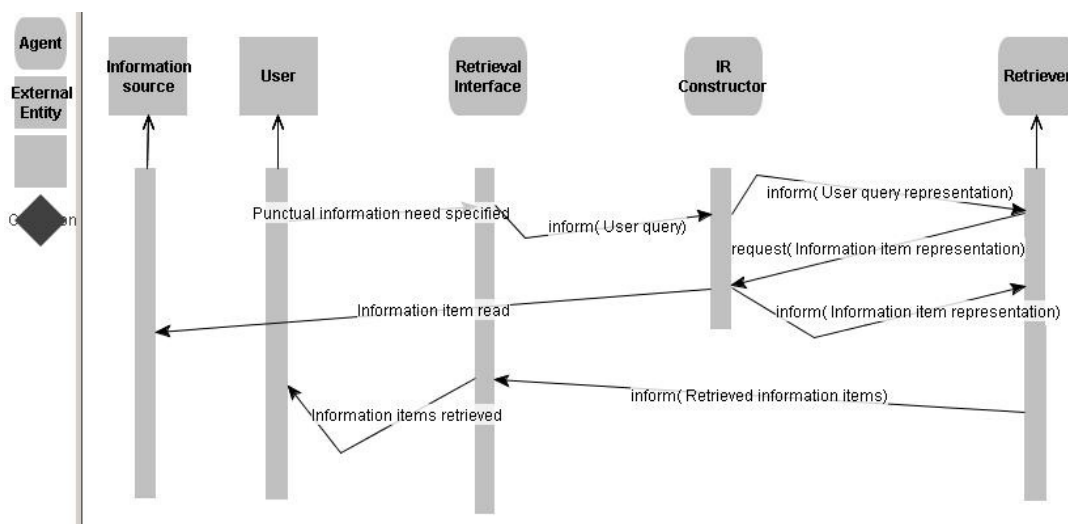 Agent
External
Entity
Information
source
User
Retrieval
Interface
IR
Constructor
Retriever
inform( User query representation)
Punctual information need specified
inform( User query)
request( Information item representation)
Information item read
inform( Information item representation)
inform( Retrieved information items)
Information items retrieved